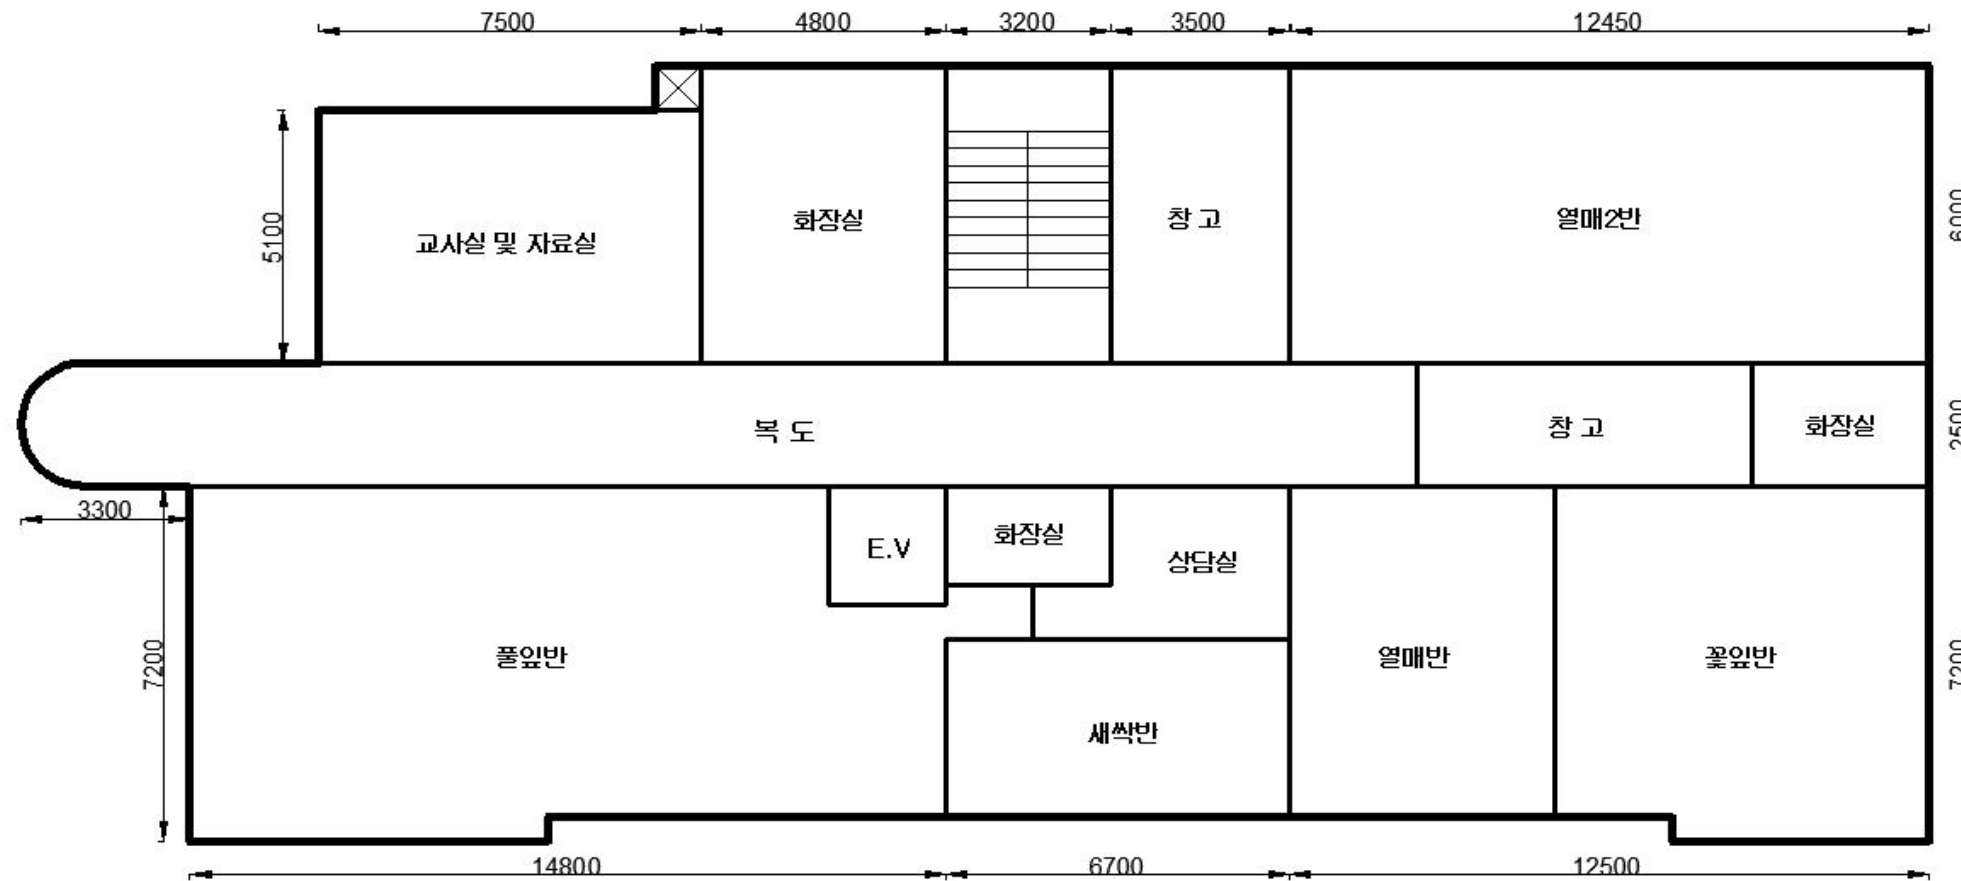 7500 4800 3200 3500 12450
5100
교사실 및 자료실
화장실
창 고
열매2반
6000
복 도
창 고
화장실
2500
3300
7200
풀잎반
E.V
화장실
상담실
새싹반
열매반
꽃잎반
7200
14800 6700 12500